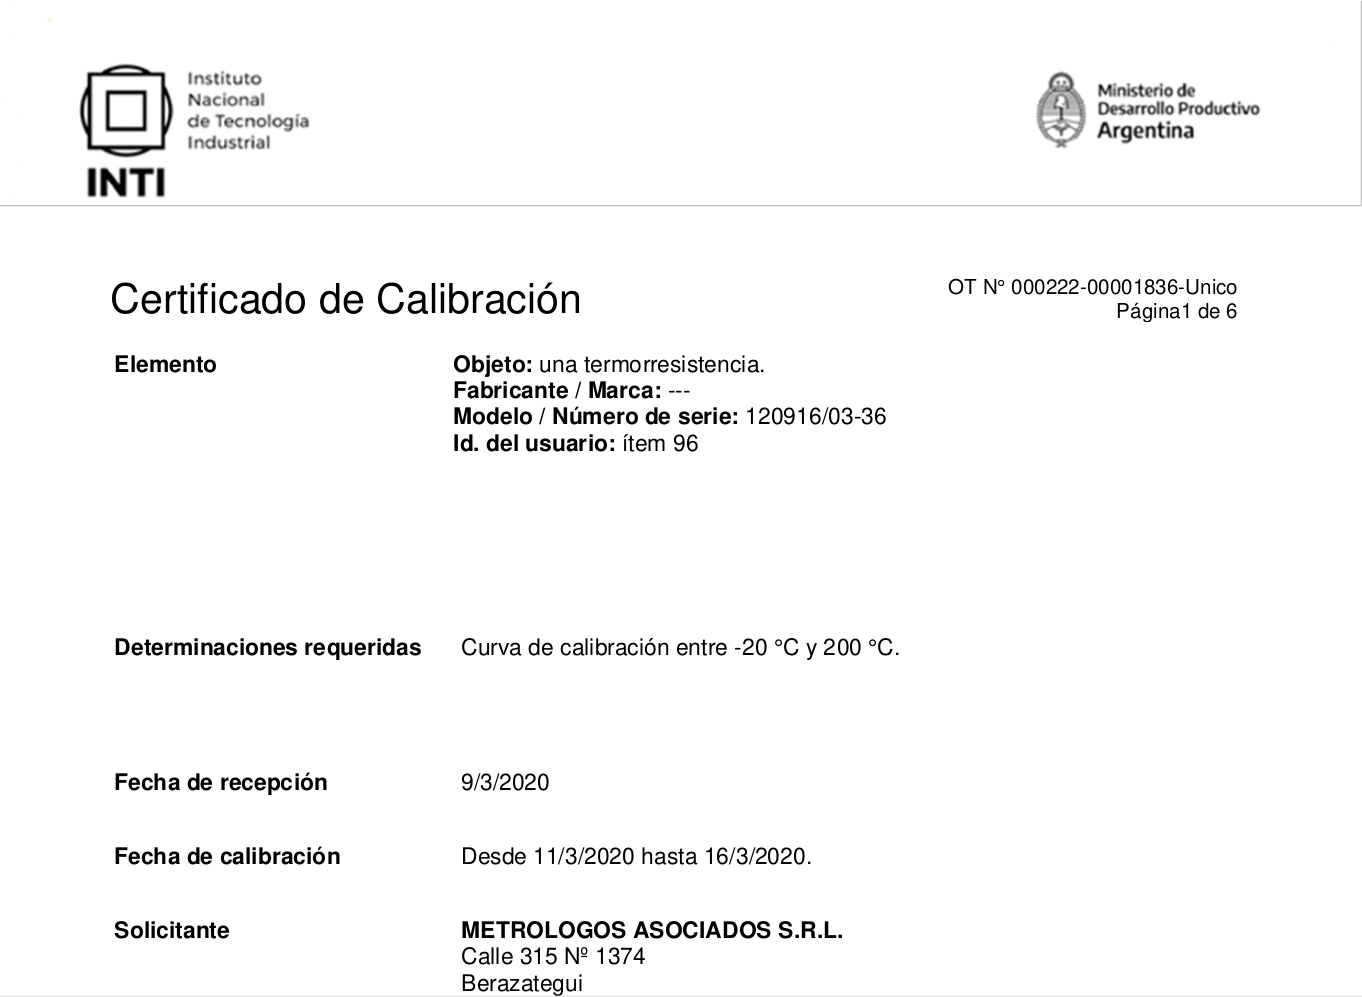 Instituto
Nacional
de Tecnología
Industrial
INTI
Ministerio de
Desarrollo Productivo
Argentina
Certificado de Calibración
OT N° 000222-00001836-Unico
Página1 de 6
Elemento
Objeto: una termorresistencia.
Fabricante / Marca: ---
Modelo / Número de serie: 120916/03-36
Id. del usuario: ítem 96
Determinaciones requeridas
Curva de calibración entre -20 °C y 200 °C.
Fecha de recepción
9/3/2020
Fecha de calibración
Desde 11/3/2020 hasta 16/3/2020.
Solicitante
METROLOGOS ASOCIADOS S.R.L.
Calle 315 Nº 1374
Berazategui